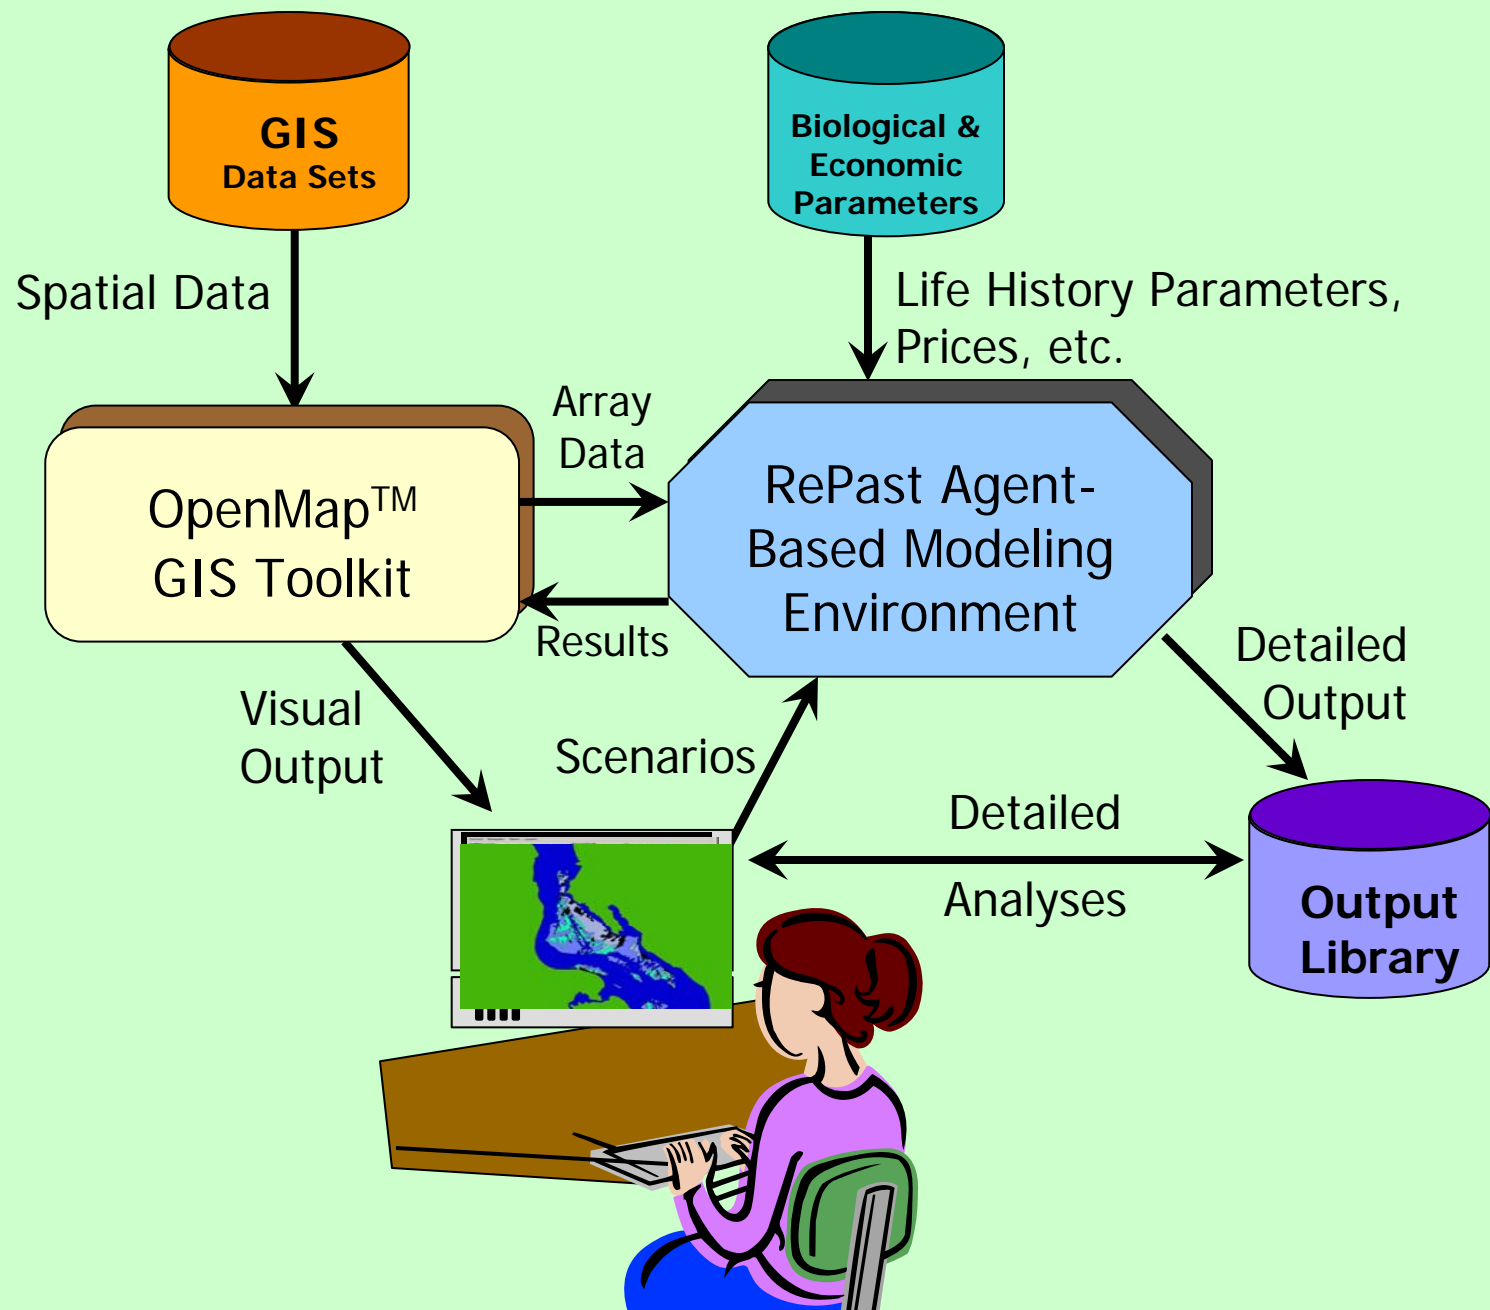 GIS
Data Sets
Biological &
Economic
Parameters
Spatial Data
Life History Parameters,
Prices, etc.
Array
Data
OpenMap™
GIS Toolkit
RePast Agent-
Based Modeling
Environment
Results
Visual
Output
Scenarios
Detailed
Output
Detailed
Analyses
Output
Library